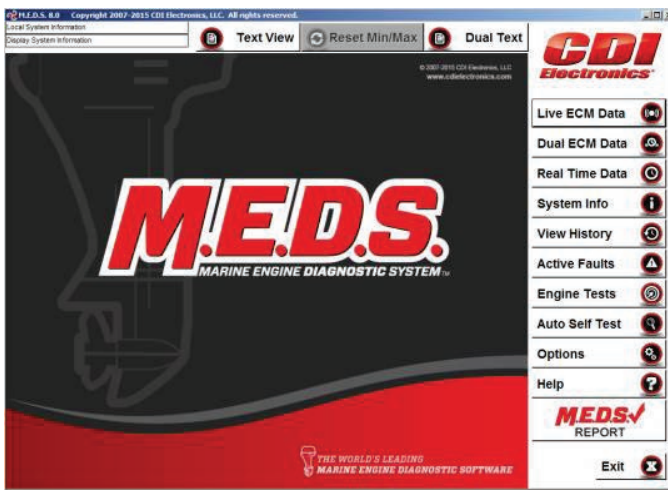 M.E.D.S. 8.0 Copyright 2007-2015 CDI Electronics, LLC. All rights reserved.
Local System Information
Display System Information
Text View
Reset Min/Max
Dual Text
© 2007-2015 CDI Electronics, LLC
www.cdielectronics.com
CDI
Electronics
Live ECM Data
Dual ECM Data
Real Time Data
System Info
View History
Active Faults
Engine Tests
Auto Self Test
Options
Help
M.E.D.S.
REPORT
Exit
M.E.D.S.
MARINE ENGINE DIAGNOSTIC SYSTEM TM
THE WORLD'S LEADING
MARINE ENGINE DIAGNOSTIC SOFTWARE